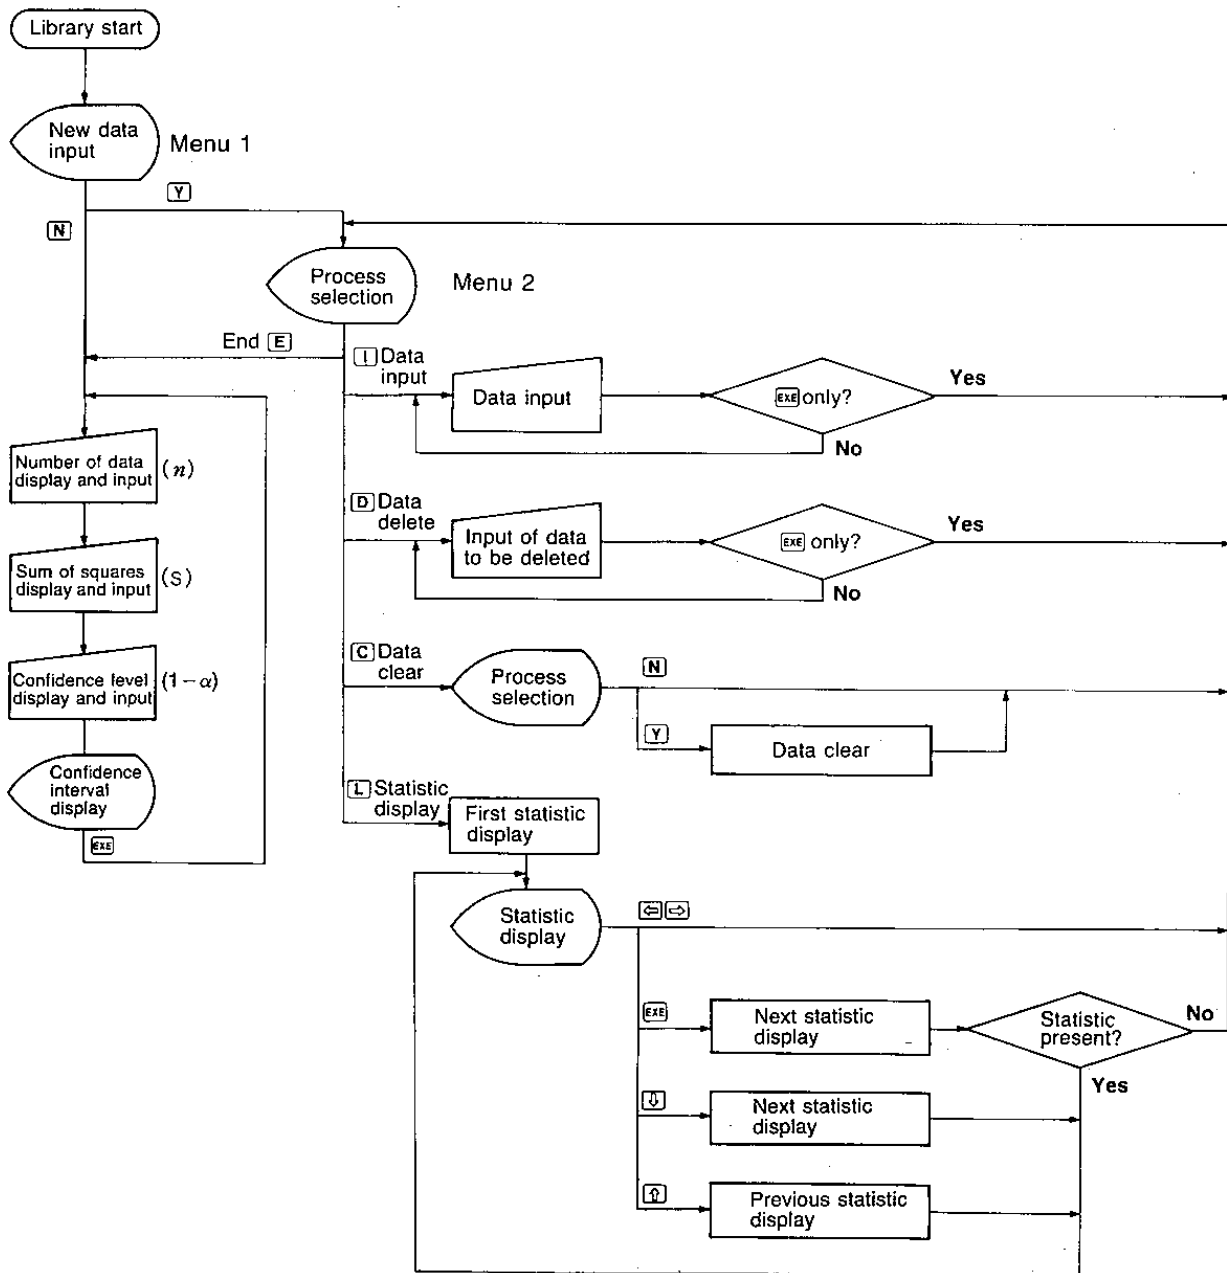 Library start
New data
input
Menu 1
Y
N
Process
selection
Menu 2
End E
I Data
input
Data input
EXE only?
Yes
No
Number of data
display and input
(n)
D Data
delete
Input of data
to be deleted
EXE only?
Yes
No
Sum of squares
display and input
(S)
C Data
clear
Process
selection
N
Y
Data clear
Confidence level
display and input
(1−α)
Confidence
interval
display
EXE
L Statistic
display
First statistic
display
Statistic
display
⇦ ⇨
EXE
Next statistic
display
Statistic
present?
No
Yes
⇩
Next statistic
display
⇧
Previous statistic
display